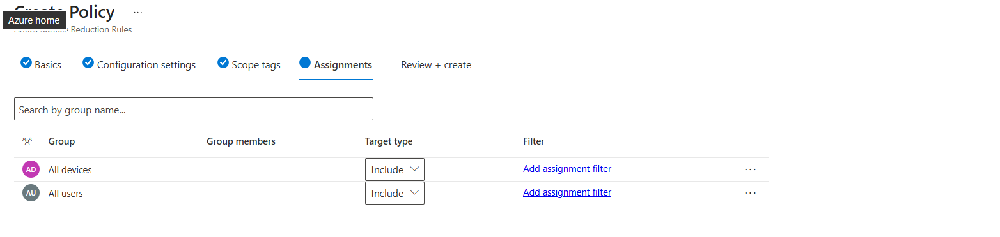 Create Policy ...
Azure home
Attack Surface Reduction Rules
Basics Configuration settings Scope tags Assignments Review + create
Search by group name...
Group Group members Target type Filter
AD All devices Include Add assignment filter ...
AU All users Include Add assignment filter ...